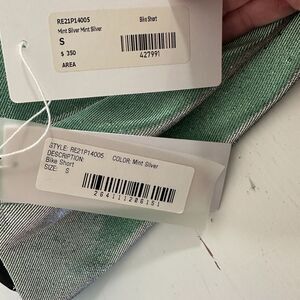 RE21P14005 Bike Short
Mint Silver Mint Silver
S
$ 350
AREA
427991
STYLE: RE21P14005
DESCRIPTION: COLOR: Mint Silver
Bike Short
SIZE: S
264111206151